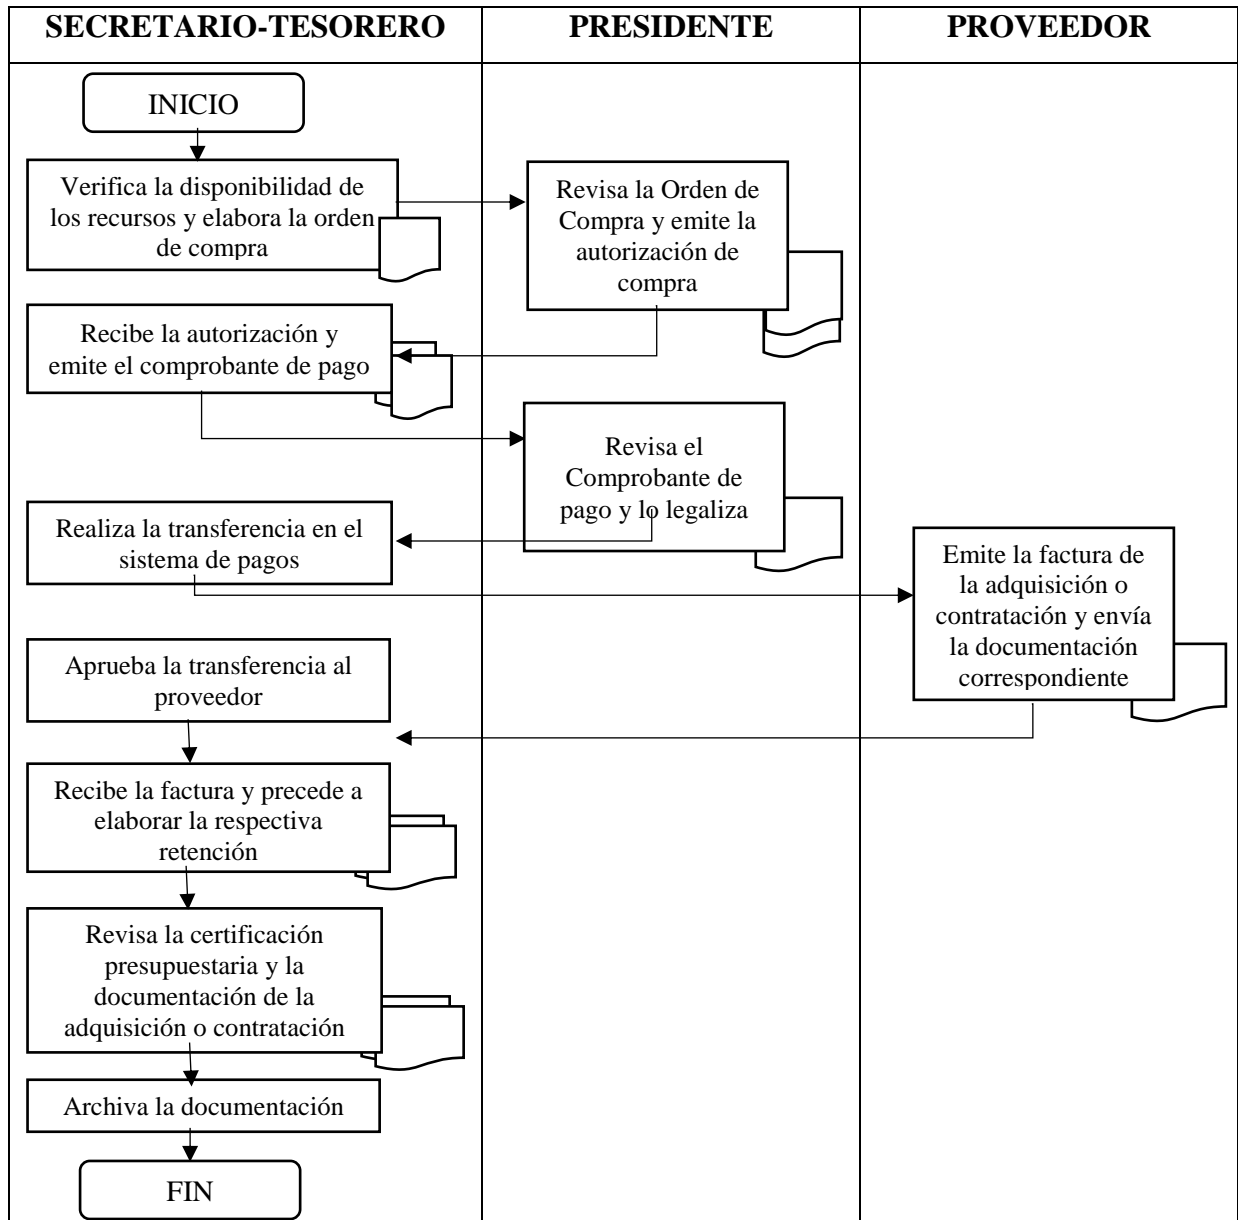 SECRETARIO-TESORERO
PRESIDENTE
PROVEEDOR
INICIO
Verifica la disponibilidad de
los recursos y elabora la orden
de compra
Revisa la Orden de
Compra y emite la
autorización de
compra
Recibe la autorización y
emite el comprobante de pago
Revisa el
Comprobante de
pago y lo legaliza
Realiza la transferencia en el
sistema de pagos
Emite la factura de
la adquisición o
contratación y envía
la documentación
correspondiente
Aprueba la transferencia al
proveedor
Recibe la factura y precede a
elaborar la respectiva
retención
Revisa la certificación
presupuestaria y la
documentación de la
adquisición o contratación
Archiva la documentación
FIN